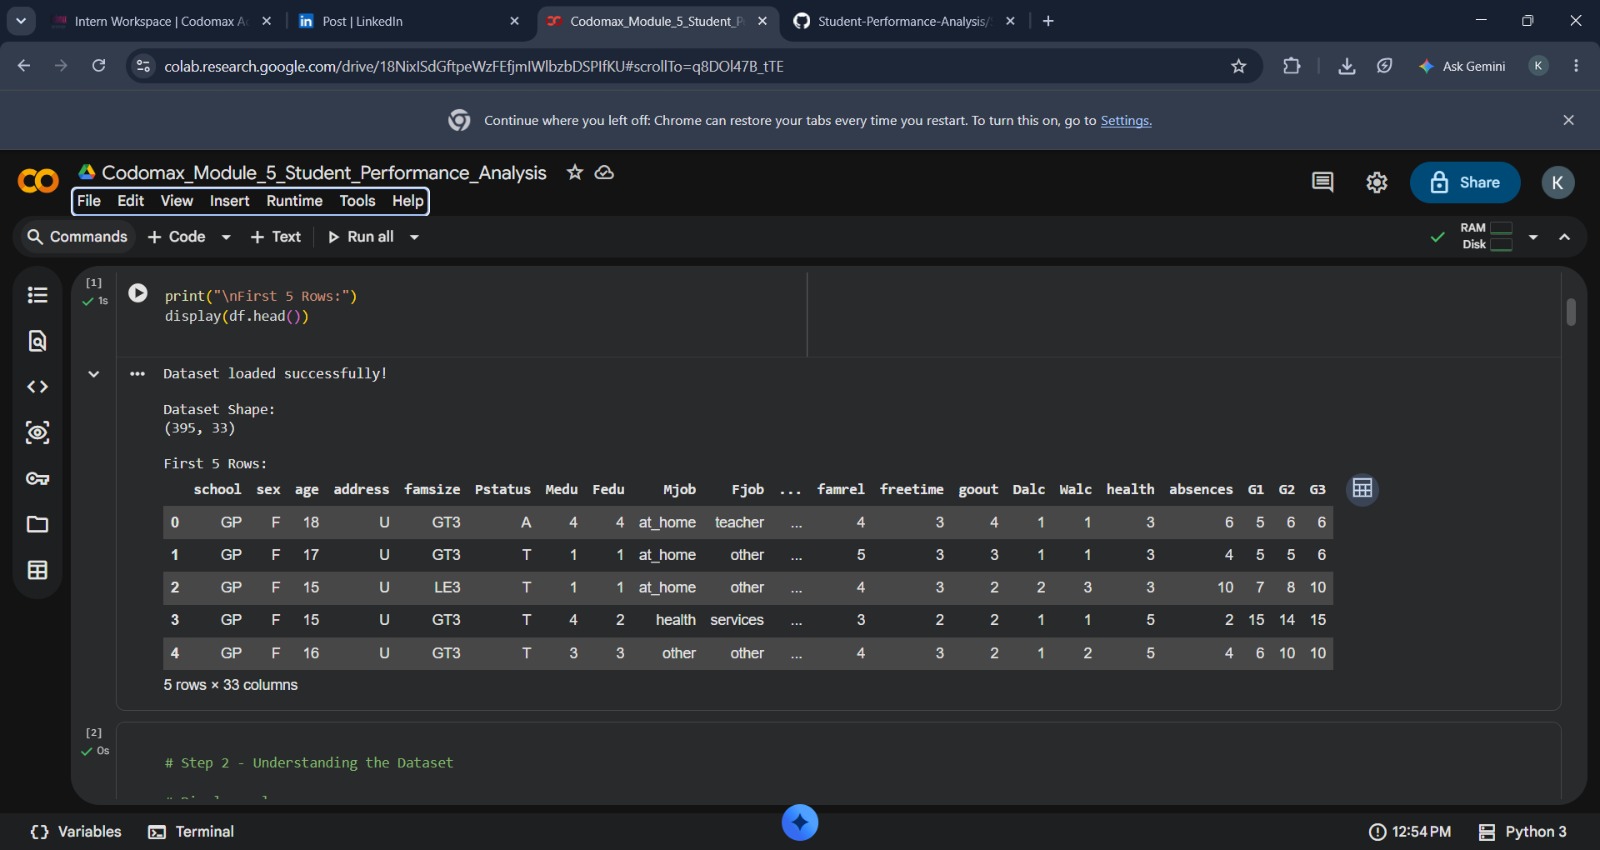 Intern Workspace | Codomax A
Post | LinkedIn
Codomax_Module_5_Student_P
Student-Performance-Analysis/
colab.research.google.com/drive/18NixlSdGftpeWzFEfjmIWlbzbDSPIfKU#scrollTo=q8DOl47B_tTE
Ask Gemini
K
Continue where you left off: Chrome can restore your tabs every time you restart. To turn this on, go to Settings.
Codomax_Module_5_Student_Performance_Analysis
Share
K
File Edit View Insert Runtime Tools Help
Commands + Code + Text Run all
RAM
Disk
[1]
1s
print("\nFirst 5 Rows:")
display(df.head())
Dataset loaded successfully!
Dataset Shape:
(395, 33)
First 5 Rows:
school sex age address famsize Pstatus Medu Fedu Mjob Fjob ... famrel freetime goout Dalc Walc health absences G1 G2 G3
0 GP F 18 U GT3 A 4 4 at_home teacher ... 4 3 4 1 1 3 6 5 6 6
1 GP F 17 U GT3 T 1 1 at_home other ... 5 3 3 1 1 3 4 5 5 6
2 GP F 15 U LE3 T 1 1 at_home other ... 4 3 2 2 3 3 10 7 8 10
3 GP F 15 U GT3 T 4 2 health services ... 3 2 2 1 1 5 2 15 14 15
4 GP F 16 U GT3 T 3 3 other other ... 4 3 2 1 2 5 4 6 10 10
5 rows × 33 columns
[2]
0s
# Step 2 - Understanding the Dataset
{} Variables Terminal
12:54 PM Python 3